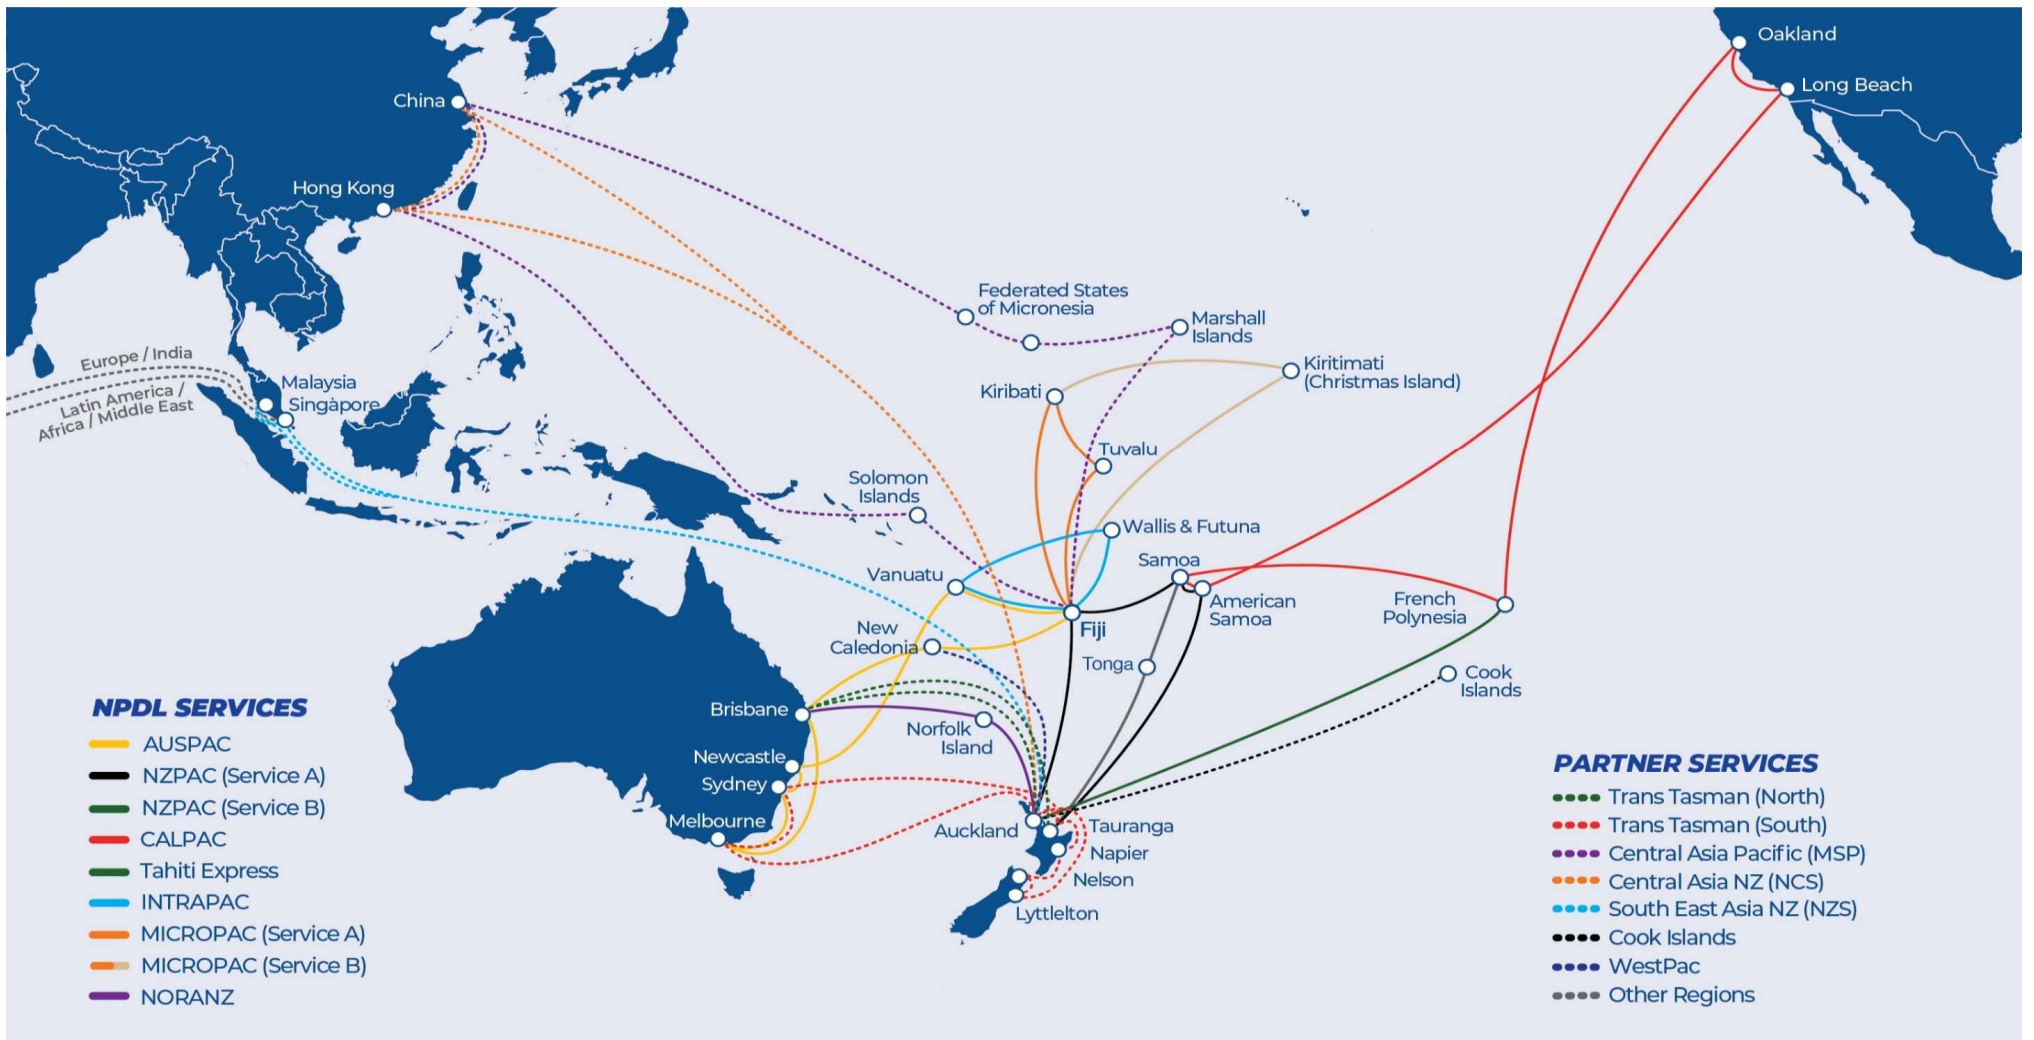 Oakland
Long Beach
China
Hong Kong
Federated States
of Micronesia
Marshall
Islands
Europe / India
Latin America /
Africa / Middle East
Malaysia
Singàpore
Kiribati
Kiritimati
(Christmas Island)
Tuvalu
Solomon
Islands
Wallis & Futuna
Vanuatu
Samoa
American
Samoa
French
Polynesia
New
Caledonia
Fiji
Tonga
Cook
Islands
Brisbane
Norfolk
Island
Newcastle
Sydney
Melbourne
Auckland
Tauranga
Napier
Nelson
Lyttlelton
NPDL SERVICES
AUSPAC
NZPAC (Service A)
NZPAC (Service B)
CALPAC
Tahiti Express
INTRAPAC
MICROPAC (Service A)
MICROPAC (Service B)
NORANZ
PARTNER SERVICES
Trans Tasman (North)
Trans Tasman (South)
Central Asia Pacific (MSP)
Central Asia NZ (NCS)
South East Asia NZ (NZS)
Cook Islands
WestPac
Other Regions